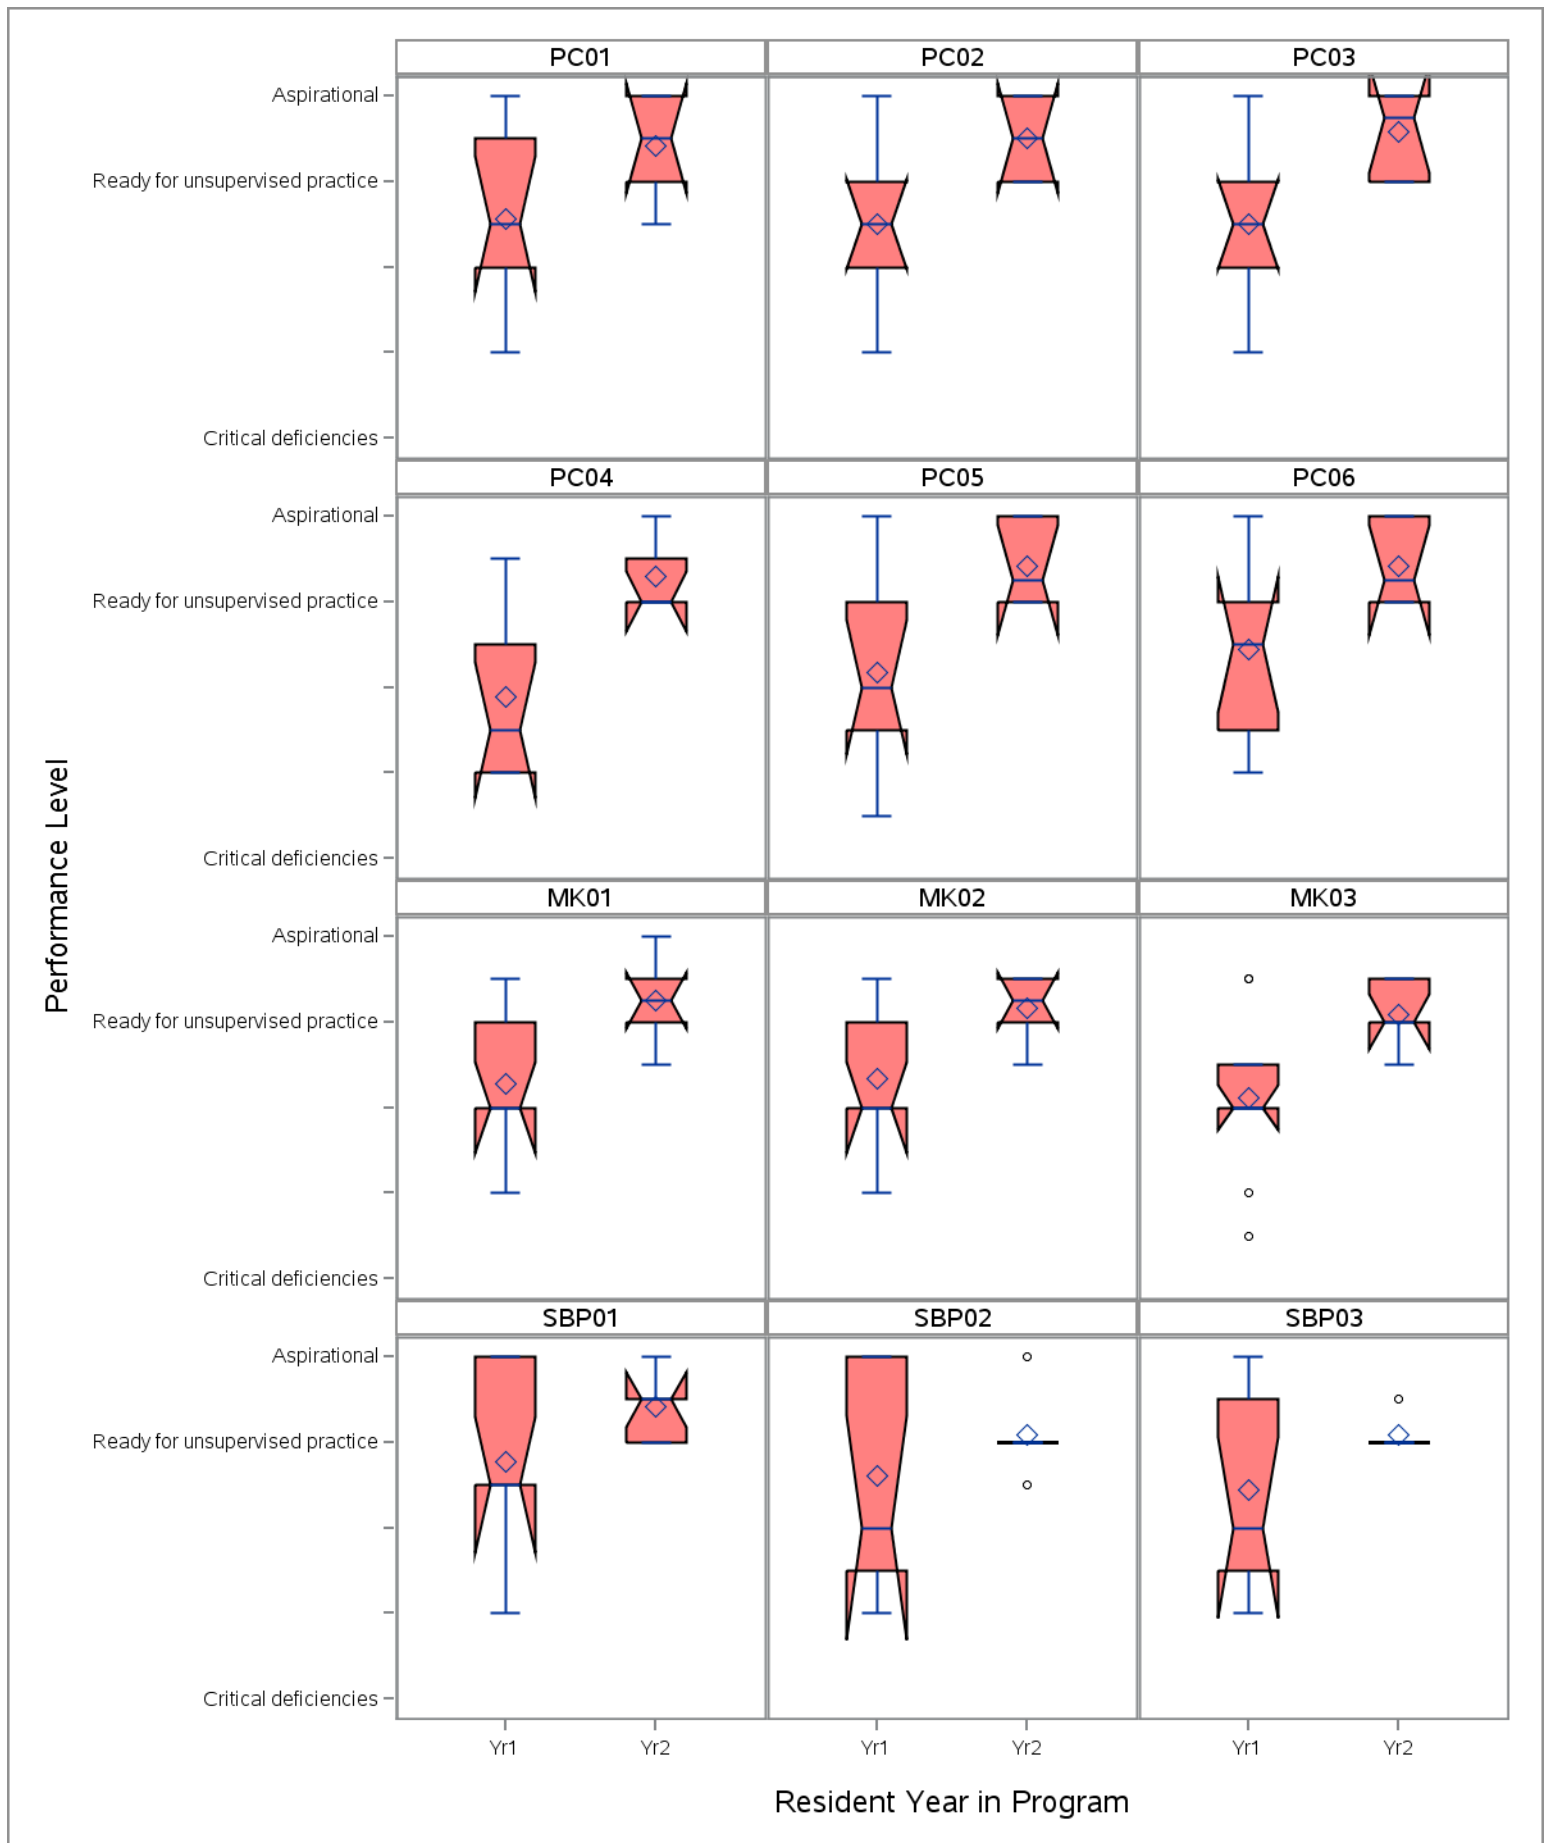 PC01 PC02 PC03
Aspirational
Ready for unsupervised practice
Critical deficiencies
PC04 PC05 PC06
Aspirational
Ready for unsupervised practice
Critical deficiencies
MK01 MK02 MK03
Aspirational
Ready for unsupervised practice
Critical deficiencies
SBP01 SBP02 SBP03
Aspirational
Ready for unsupervised practice
Critical deficiencies
Performance Level
Yr1 Yr2 Yr1 Yr2 Yr1 Yr2
Resident Year in Program